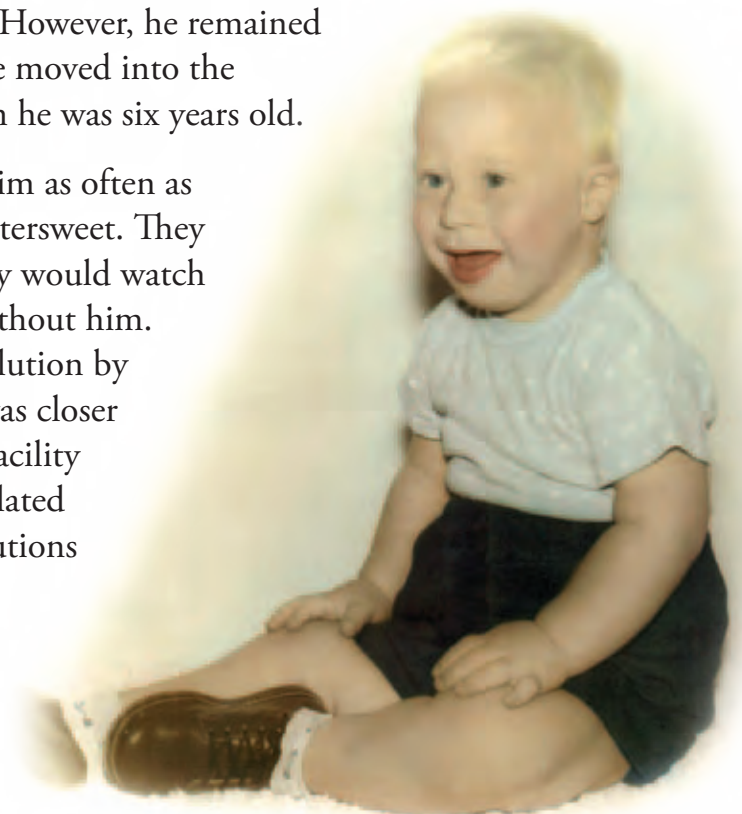 However, he remained
e moved into the
n he was six years old.
im as often as
tersweet. They
y would watch
thout him.
lution by
as closer
acility
lated
utions